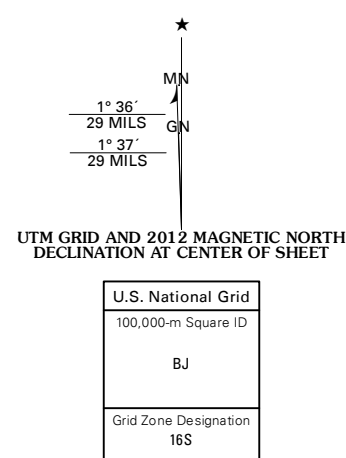 ★
MN
1° 36´
29 MILS
GN
1° 37´
29 MILS
UTM GRID AND 2012 MAGNETIC NORTH
DECLINATION AT CENTER OF SHEET
U.S. National Grid
100,000-m Square ID
BJ
Grid Zone Designation
16S